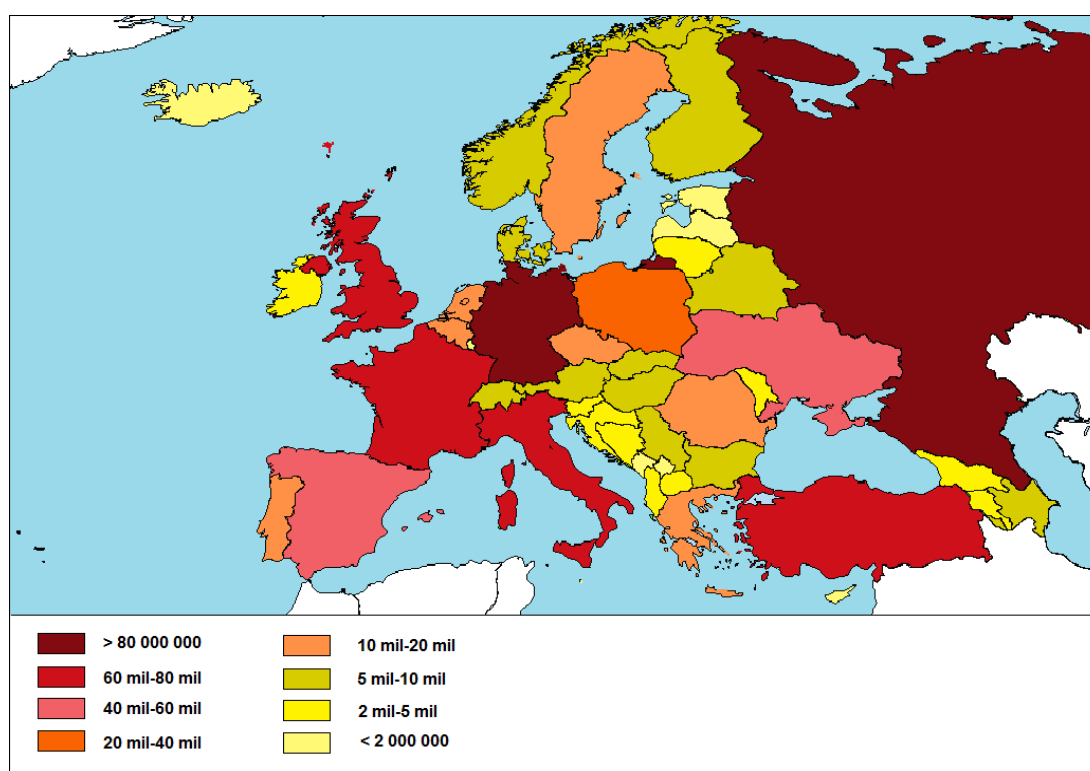 > 80 000 000
60 mil-80 mil
40 mil-60 mil
20 mil-40 mil
10 mil-20 mil
5 mil-10 mil
2 mil-5 mil
< 2 000 000